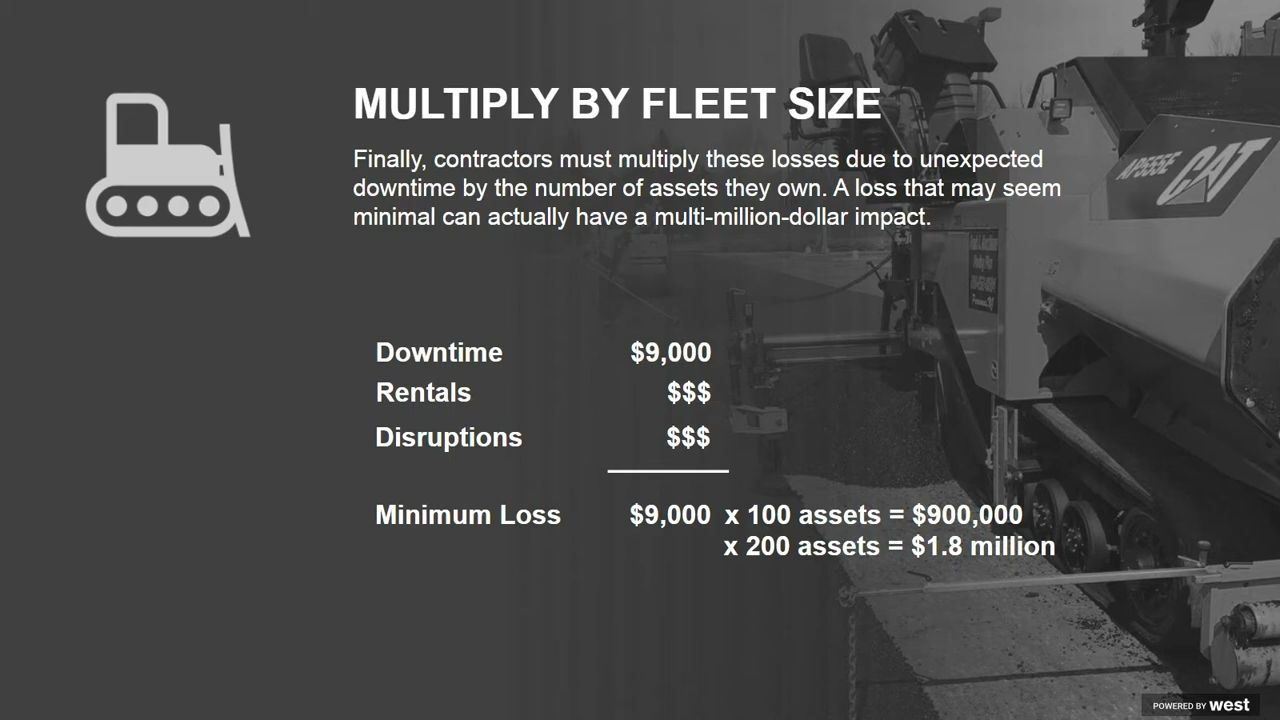 MULTIPLY BY FLEET SIZE
Finally, contractors must multiply these losses due to unexpected
downtime by the number of assets they own. A loss that may seem
minimal can actually have a multi-million-dollar impact.
AP555E CAT
Downtime $9,000
Rentals $$$
Disruptions $$$
Minimum Loss $9,000 x 100 assets = $900,000
x 200 assets = $1.8 million
POWERED BY west